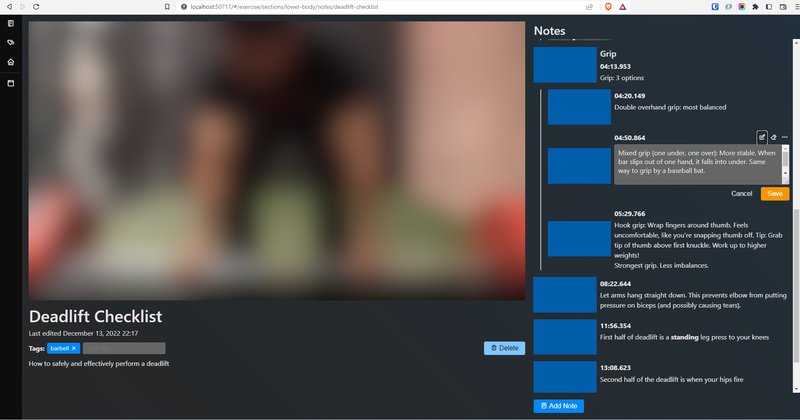 localhost:50717/#/exercise/sections/lower-body/notes/deadlift-checklist
Deadlift Checklist
Last edited December 13, 2022 22:17
Tags: barbell ×
Delete
How to safely and effectively perform a deadlift
Notes
Grip
04:13.953
Grip: 3 options
04:20.149
Double overhand grip: most balanced
04:50.864
Mixed grip (one under, one over): More stable. When
bar slips out of one hand, it falls into under. Same
way to grip by a baseball bat.
Cancel
Save
05:29.766
Hook grip: Wrap fingers around thumb. Feels
uncomfortable, like you're snapping thumb off. Tip: Grab
tip of thumb above first knuckle. Work up to higher
weights!
Strongest grip. Less imbalances.
08:22.644
Let arms hang straight down. This prevents elbow from putting
pressure on biceps (and possibly causing tears).
11:56.354
First half of deadlift is a standing leg press to your knees
13:08.623
Second half of the deadlift is when your hips fire
Add Note